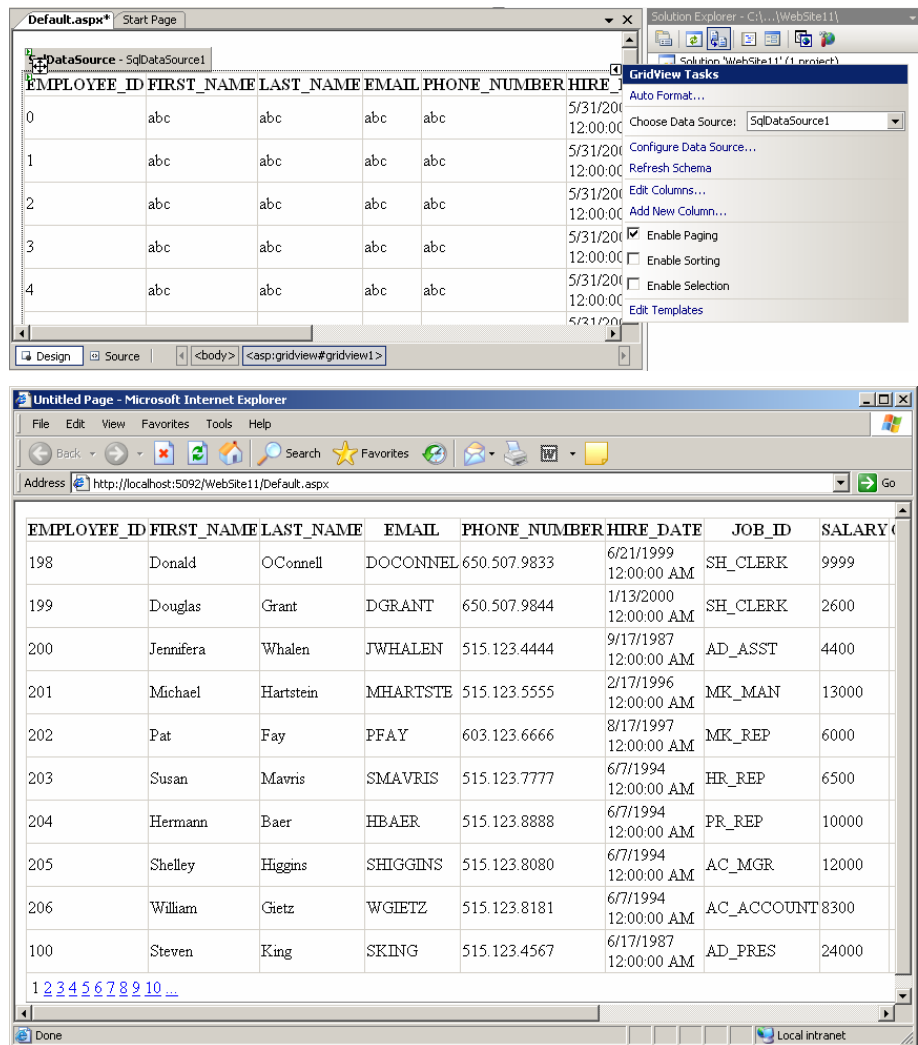 Default.aspx* Start Page
Solution Explorer - C:\...\WebSite11\
SqlDataSource - SqlDataSource1
Solution 'WebSite11' (1 project)
GridView Tasks
Auto Format...
Choose Data Source: SqlDataSource1
Configure Data Source...
Refresh Schema
Edit Columns...
Add New Column...
Enable Paging
Enable Sorting
Enable Selection
Edit Templates
EMPLOYEE_ID FIRST_NAME LAST_NAME EMAIL PHONE_NUMBER HIRE_
0 abc abc abc abc 5/31/200
12:00:00
1 abc abc abc abc 5/31/200
12:00:00
2 abc abc abc abc 5/31/200
12:00:00
3 abc abc abc abc 5/31/200
12:00:00
4 abc abc abc abc 5/31/200
12:00:00
5/31/200
Design Source <body> <asp:gridview#gridview1>
Untitled Page - Microsoft Internet Explorer
File Edit View Favorites Tools Help
Back Search Favorites
Address http://localhost:5092/WebSite11/Default.aspx Go
EMPLOYEE_ID FIRST_NAME LAST_NAME EMAIL PHONE_NUMBER HIRE_DATE JOB_ID SALARY
198 Donald OConnell DOCONNEL 650.507.9833 6/21/1999 12:00:00 AM SH_CLERK 9999
199 Douglas Grant DGRANT 650.507.9844 1/13/2000 12:00:00 AM SH_CLERK 2600
200 Jennifera Whalen JWHALEN 515.123.4444 9/17/1987 12:00:00 AM AD_ASST 4400
201 Michael Hartstein MHARTSTE 515.123.5555 2/17/1996 12:00:00 AM MK_MAN 13000
202 Pat Fay PFAY 603.123.6666 8/17/1997 12:00:00 AM MK_REP 6000
203 Susan Mavris SMAVRIS 515.123.7777 6/7/1994 12:00:00 AM HR_REP 6500
204 Hermann Baer HBAER 515.123.8888 6/7/1994 12:00:00 AM PR_REP 10000
205 Shelley Higgins SHIGGINS 515.123.8080 6/7/1994 12:00:00 AM AC_MGR 12000
206 William Gietz WGIETZ 515.123.8181 6/7/1994 12:00:00 AM AC_ACCOUNT 8300
100 Steven King SKING 515.123.4567 6/17/1987 12:00:00 AM AD_PRES 24000
1 2 3 4 5 6 7 8 9 10 ...
Done Local intranet